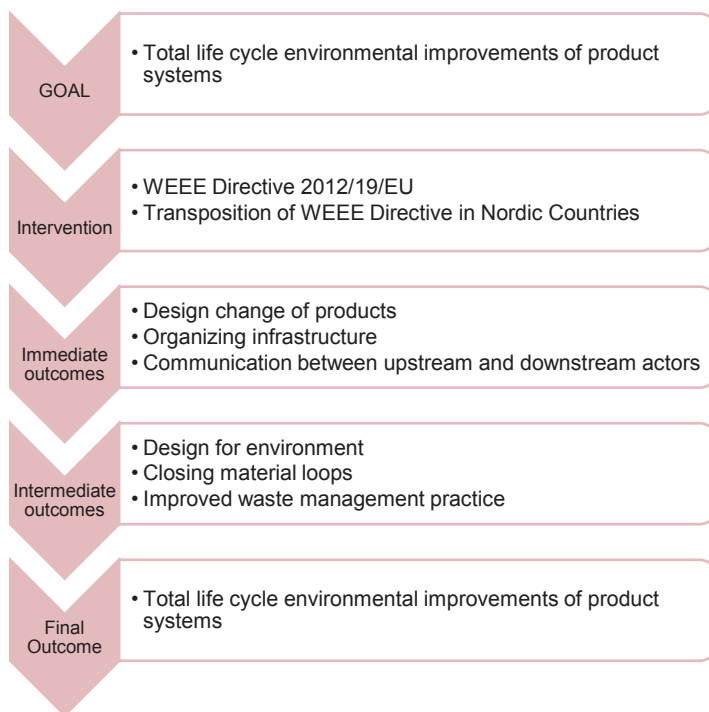 GOAL
• Total life cycle environmental improvements of product
systems
Intervention
• WEEE Directive 2012/19/EU
• Transposition of WEEE Directive in Nordic Countries
Immediate
outcomes
• Design change of products
• Organizing infrastructure
• Communication between upstream and downstream actors
Intermediate
outcomes
• Design for environment
• Closing material loops
• Improved waste management practice
Final
Outcome
• Total life cycle environmental improvements of product
systems